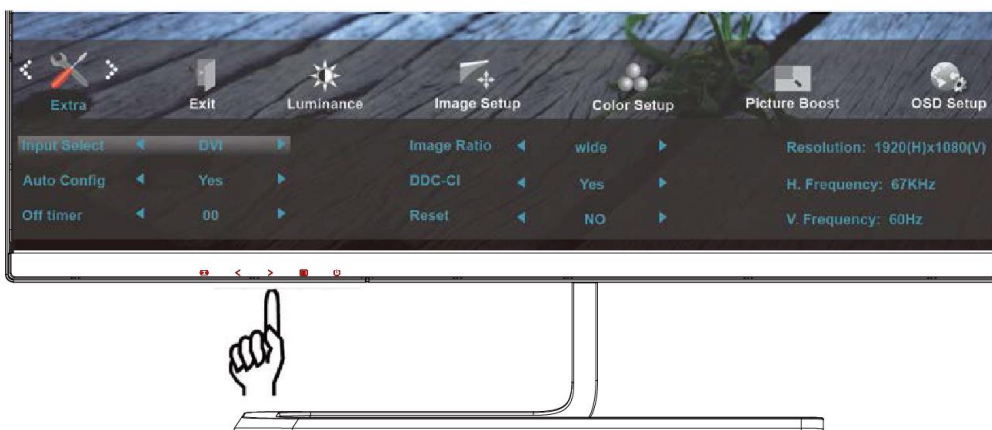 Extra Exit Luminance Image Setup Color Setup Picture Boost OSD Setup
Input Select DVI Image Ratio wide Resolution: 1920(H)x1080(V)
Auto Config Yes DDC-CI Yes H. Frequency: 67KHz
Off timer 00 Reset NO V. Frequency: 60Hz